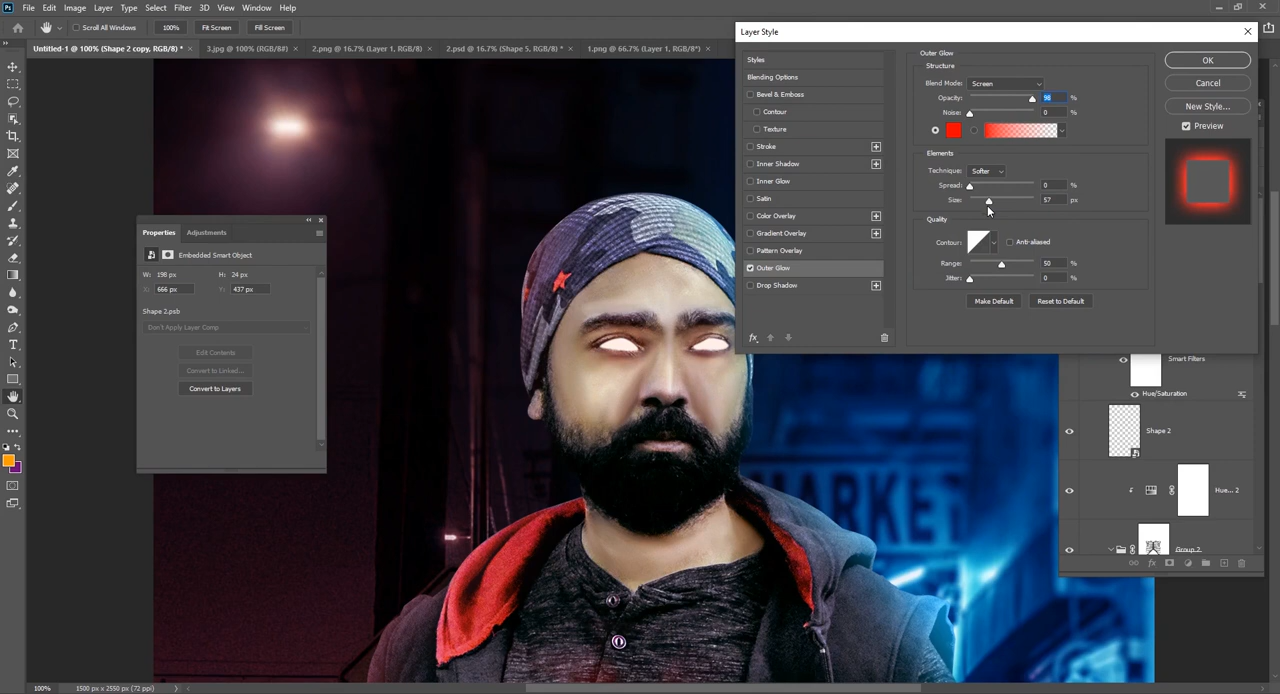 Ps File Edit Image Layer Type Select Filter 3D View Window Help
Scroll All Windows 100% Fit Screen Fill Screen
Untitled-1 @ 100% (Shape 2 copy, RGB/8) * × 3.jpg @ 100% (RGB/8#) × 2.png @ 16.7% (Layer 1, RGB/8) × 2.psd @ 16.7% (Shape 5, RGB/8) * × 1.png @ 66.7% (Layer 1, RGB/8*) ×
Layer Style
Styles
Blending Options
Bevel & Emboss
Contour
Texture
Stroke
Inner Shadow
Inner Glow
Satin
Color Overlay
Gradient Overlay
Pattern Overlay
Outer Glow
Drop Shadow
fx
Outer Glow
Structure
Blend Mode: Screen
Opacity: 98 %
Noise: 0 %
Elements
Technique: Softer
Spread: 0 %
Size: 57 px
Quality
Contour: Anti-aliased
Range: 50 %
Jitter: 0 %
Make Default Reset to Default
OK
Cancel
New Style...
Preview
Properties Adjustments
Embedded Smart Object
W: 198 px H: 24 px
X: 666 px Y: 437 px
Shape 2.psb
Don't Apply Layer Comp
Edit Contents
Convert to Linked...
Convert to Layers
MARKET
Smart Filters
Hue/Saturation
Shape 2
Hue... 2
Group 2
fx
100% 1500 px x 2550 px (72 ppi)